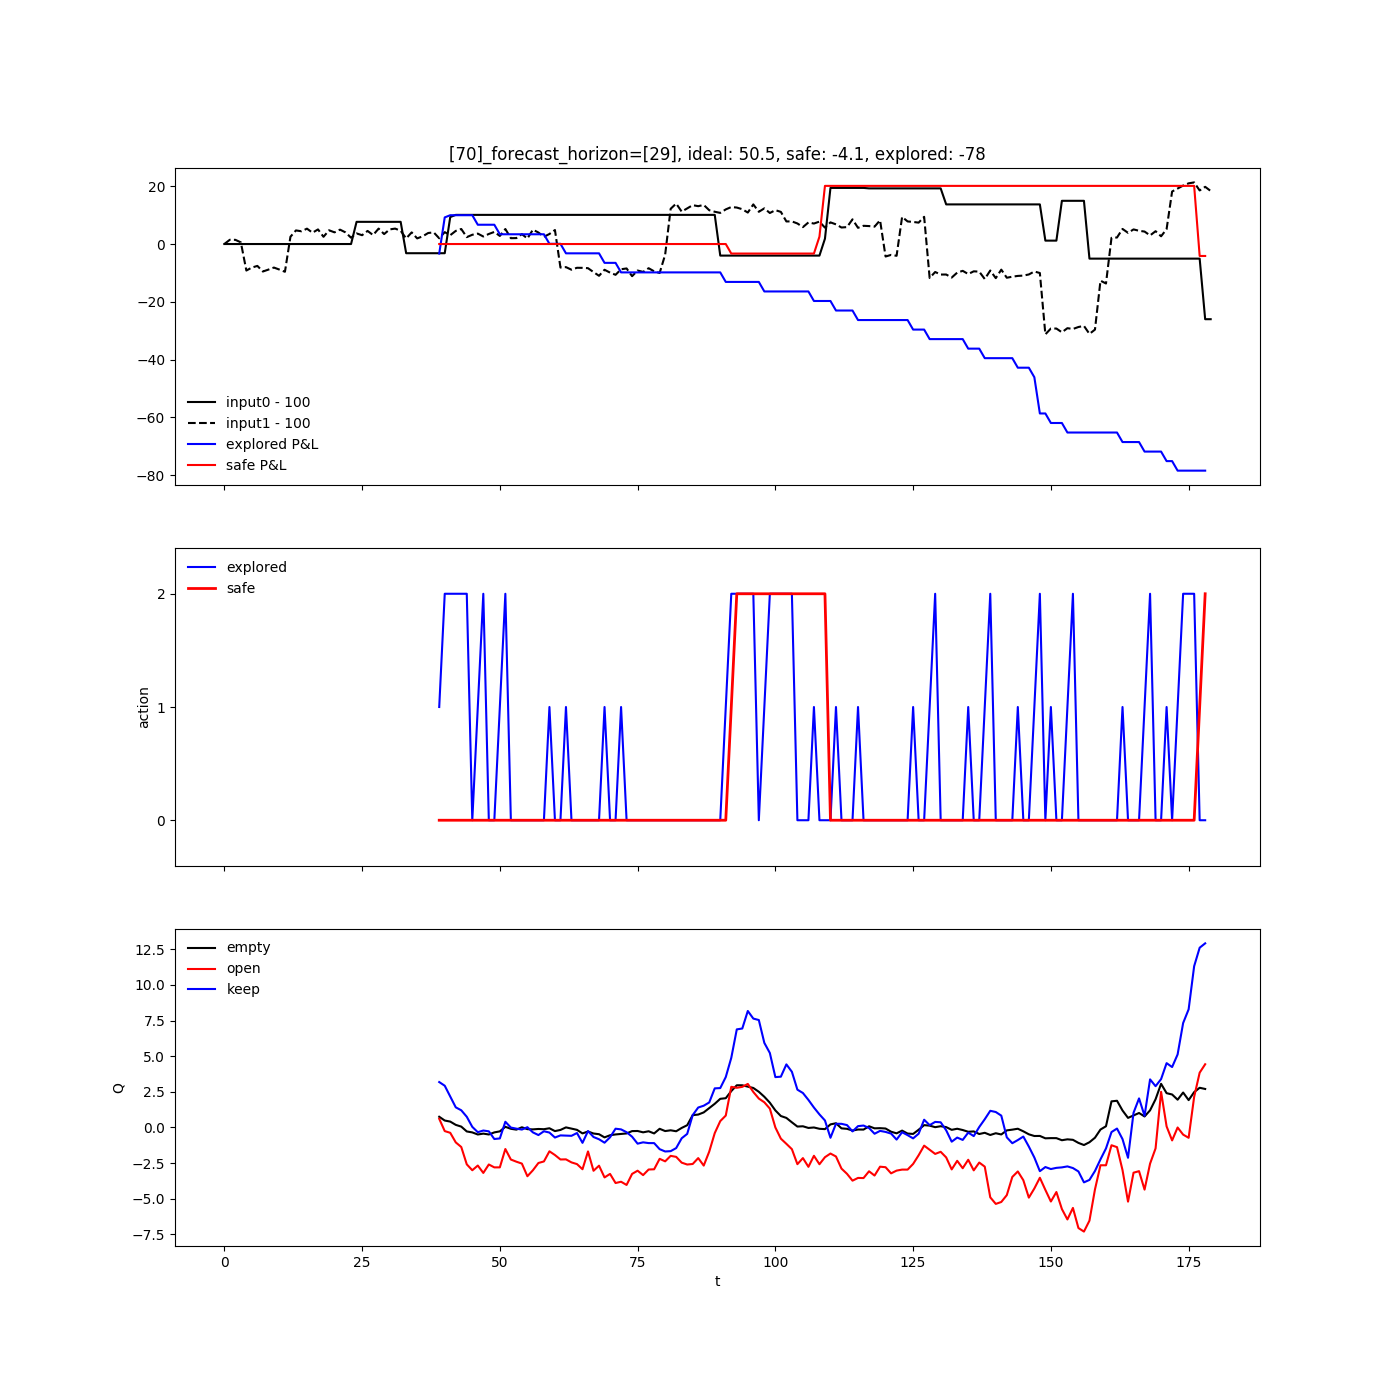 [70]_forecast_horizon=[29], ideal: 50.5, safe: -4.1, explored: -78
20
0
−20
−40
−60
−80
input0 - 100
input1 - 100
explored P&L
safe P&L
explored
safe
2
1
0
action
empty
open
keep
12.5
10.0
7.5
5.0
2.5
0.0
−2.5
−5.0
−7.5
Q
0 25 50 75 100 125 150 175
t